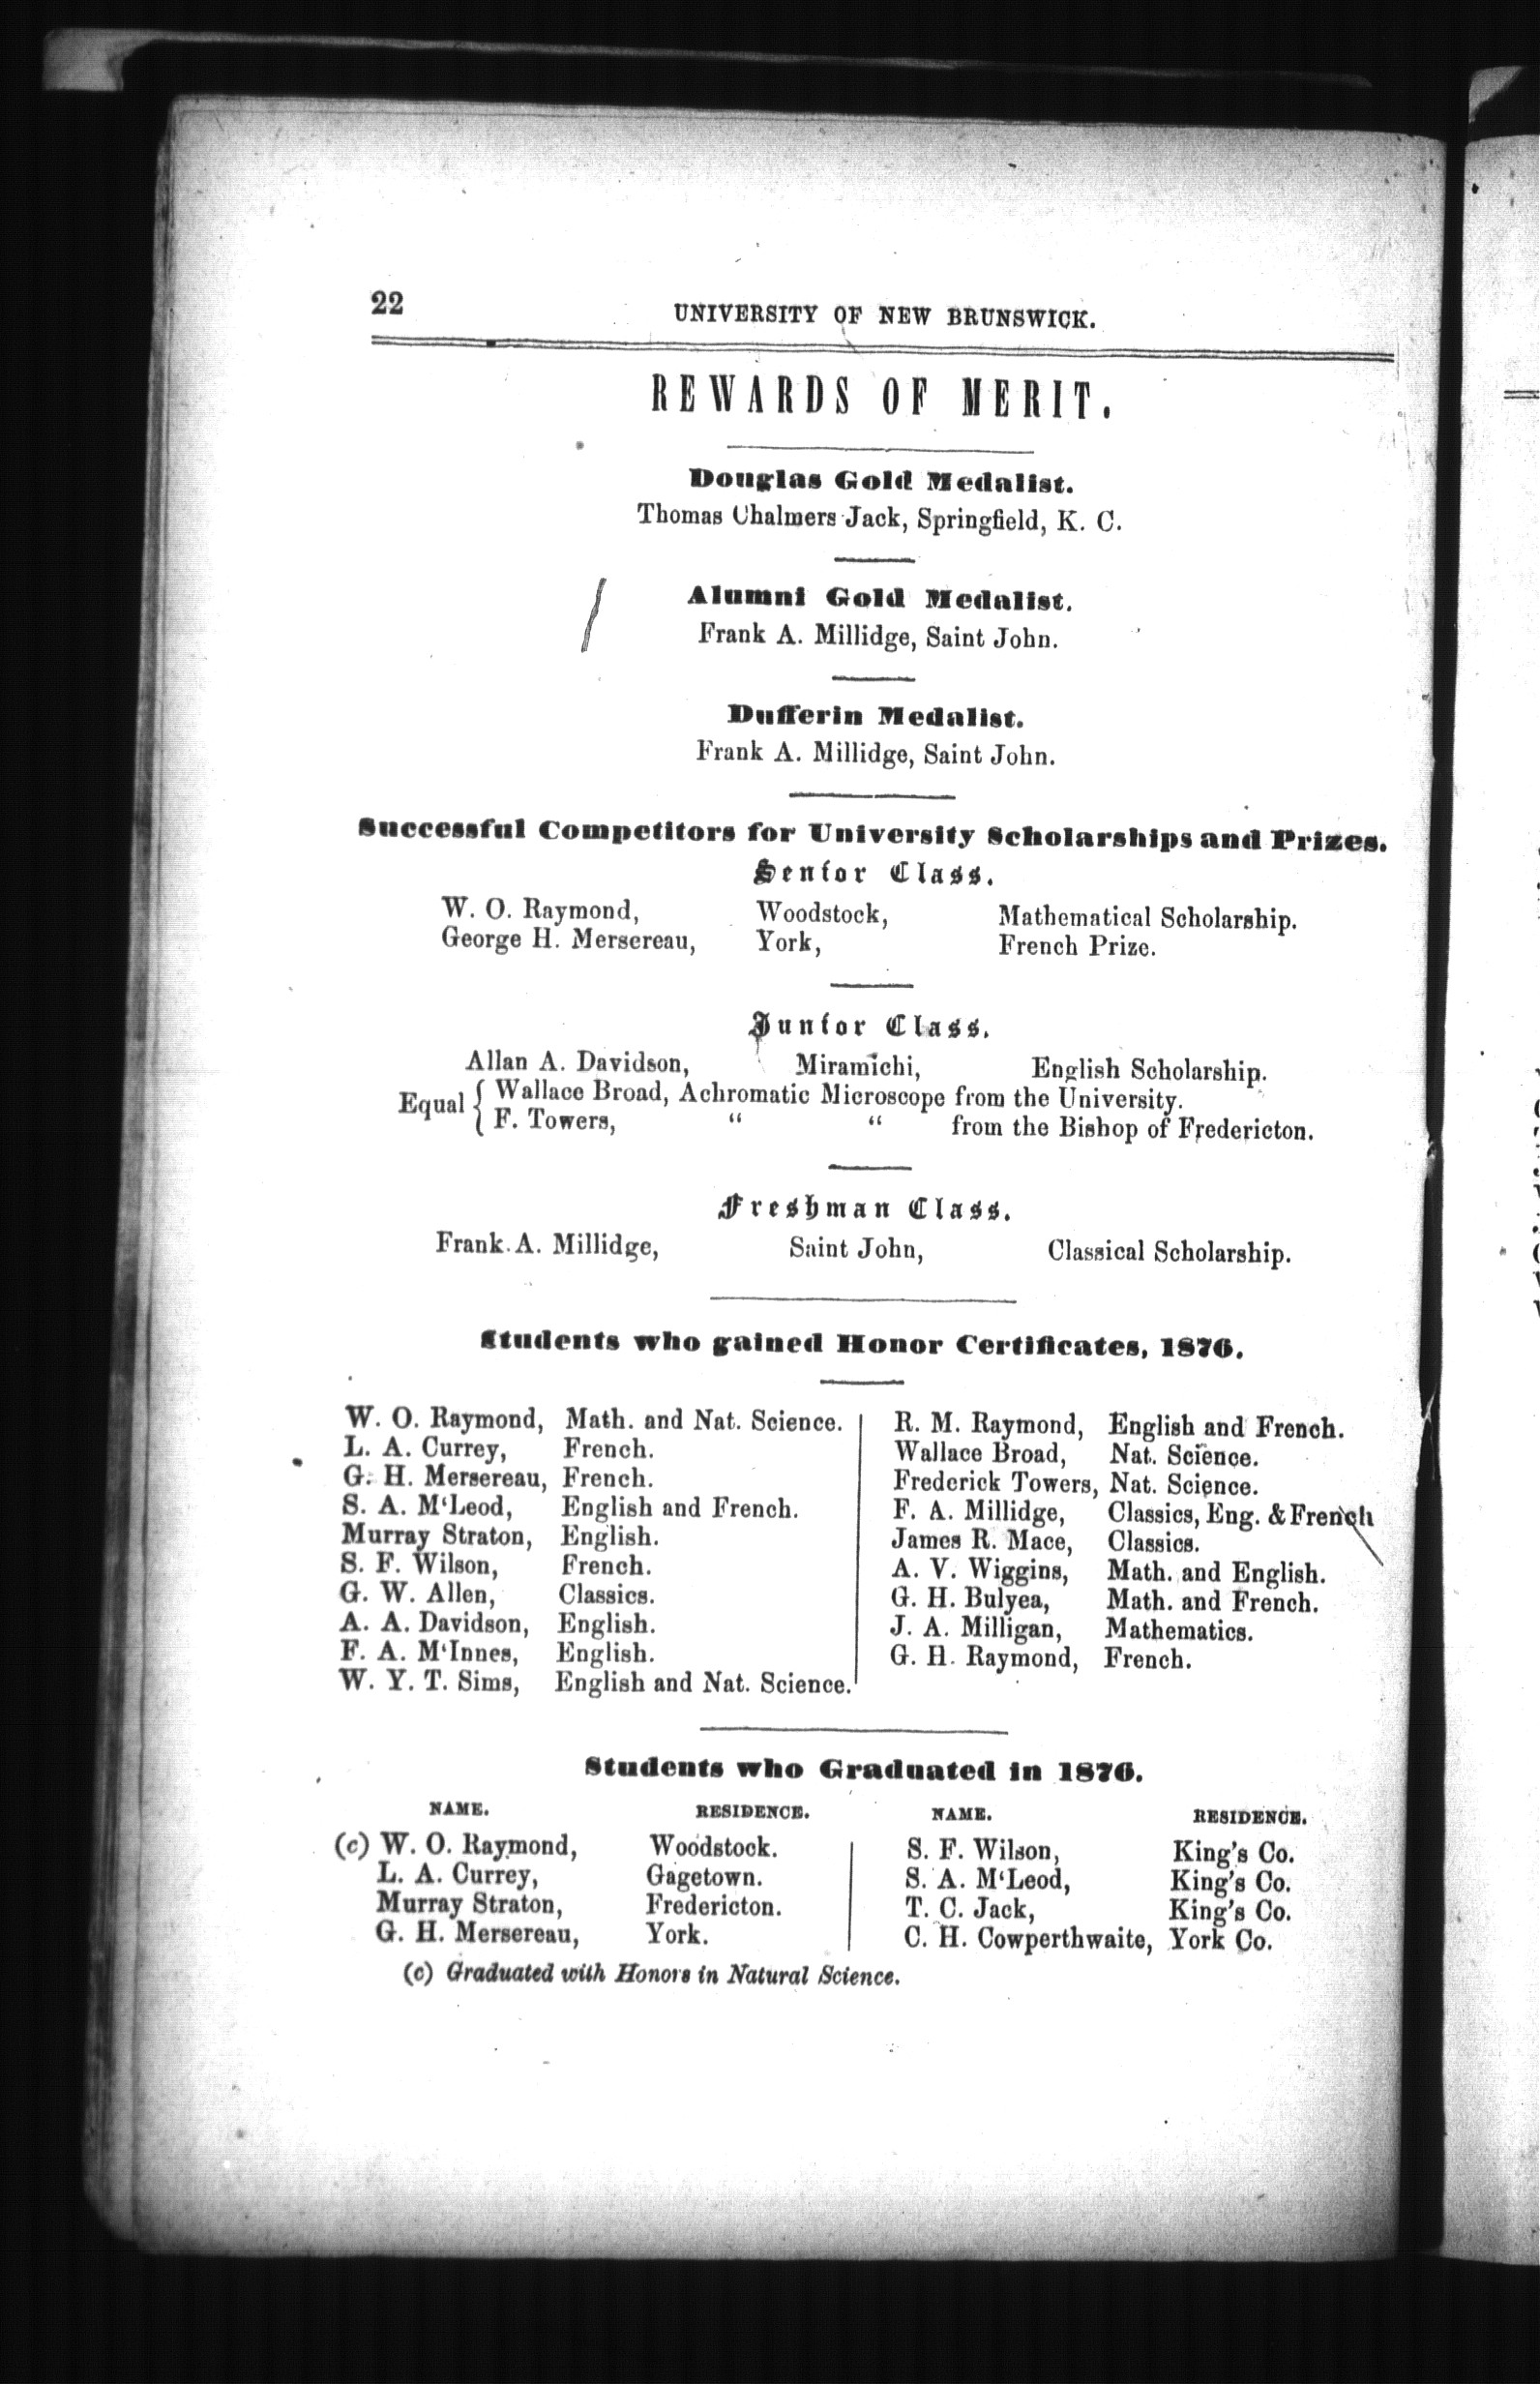 22
UNIVERSITY OF NEW BRUNSWICK.
REWARDS OF MERIT.
Douglas Gold Medalist.
Thomas Chalmers Jack, Springfield, K. C.
Alumni Gold Medalist.
Frank A. Millidge, Saint John.
Dufferin Medalist.
Frank A. Millidge, Saint John.
Successful Competitors for University Scholarships and Prizes.
Senior Class.
W. O. Raymond, Woodstock, Mathematical Scholarship.
George H. Mersereau, York, French Prize.
Junior Class.
Allan A. Davidson, Miramichi, English Scholarship.
Equal { Wallace Broad, Achromatic Microscope from the University.
F. Towers, “ “ from the Bishop of Fredericton.
Freshman Class.
Frank A. Millidge, Saint John, Classical Scholarship.
Students who gained Honor Certificates, 1876.
W. O. Raymond, Math. and Nat. Science.
L. A. Currey, French.
G. H. Mersereau, French.
S. A. M‘Leod, English and French.
Murray Straton, English.
S. F. Wilson, French.
G. W. Allen, Classics.
A. A. Davidson, English.
F. A. M‘Innes, English.
W. Y. T. Sims, English and Nat. Science.
R. M. Raymond, English and French.
Wallace Broad, Nat. Science.
Frederick Towers, Nat. Science.
F. A. Millidge, Classics, Eng. & French
James R. Mace, Classics.
A. V. Wiggins, Math. and English.
G. H. Bulyea, Math. and French.
J. A. Milligan, Mathematics.
G. H. Raymond, French.
Students who Graduated in 1876.
NAME. RESIDENCE.
(c) W. O. Raymond, Woodstock.
L. A. Currey, Gagetown.
Murray Straton, Fredericton.
G. H. Mersereau, York.
NAME. RESIDENCE.
S. F. Wilson, King's Co.
S. A. M‘Leod, King's Co.
T. C. Jack, King's Co.
C. H. Cowperthwaite, York Co.
(c) Graduated with Honors in Natural Science.